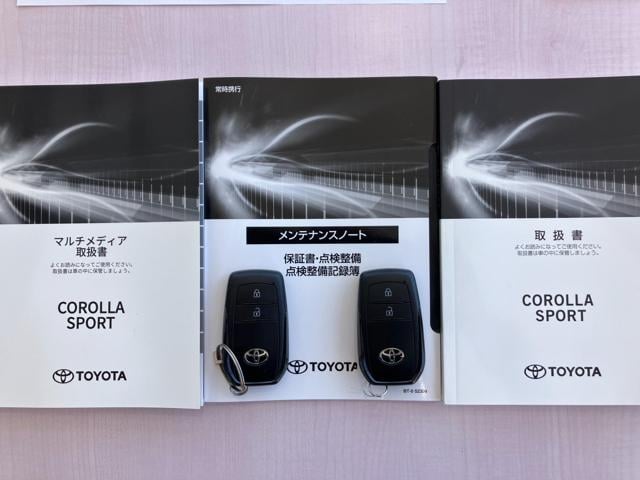 マルチメディア
取扱書
よくお読みになってご使用ください。
取扱書は車の中に保管しましょう。
COROLLA
SPORT
TOYOTA
常時携行
メンテナンスノート
保証書・点検整備
点検整備記録簿
TOYOTA
取扱書
よくお読みになってご使用ください。
取扱書は車の中に保管しましょう。
COROLLA
SPORT
TOYOTA